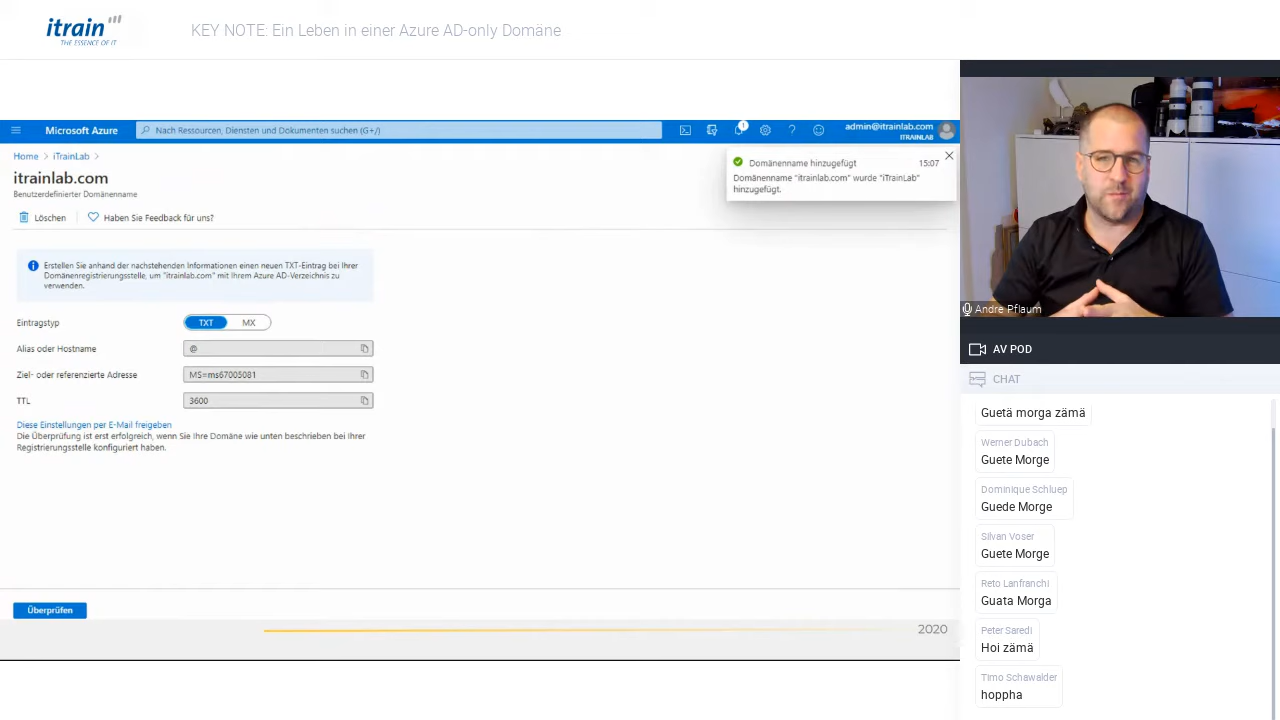 itrain
THE ESSENCE OF IT
KEY NOTE: Ein Leben in einer Azure AD-only Domäne
Microsoft Azure
Nach Ressourcen, Diensten und Dokumenten suchen (G+/)
1
admin@itrainlab.com
ITRAINLAB
Home > iTrainLab >
itrainlab.com
Benutzerdefinierter Domänenname
Löschen
Haben Sie Feedback für uns?
Domänenname hinzugefügt 15:07
Domänenname "itrainlab.com" wurde "iTrainLab"
hinzugefügt.
Erstellen Sie anhand der nachstehenden Informationen einen neuen TXT-Eintrag bei Ihrer
Domänenregistrierungsstelle, um "itrainlab.com" mit Ihrem Azure AD-Verzeichnis zu
verwenden.
Eintragstyp TXT MX
Alias oder Hostname @
Ziel- oder referenzierte Adresse MS=ms67005081
TTL 3600
Diese Einstellungen per E-Mail freigeben
Die Überprüfung ist erst erfolgreich, wenn Sie Ihre Domäne wie unten beschrieben bei Ihrer
Registrierungsstelle konfiguriert haben.
Überprüfen
2020
Andre Pflaum
AV POD
CHAT
Guetä morga zämä
Werner Dubach
Guete Morge
Dominique Schluep
Guede Morge
Silvan Voser
Guete Morge
Reto Lanfranchi
Guata Morga
Peter Saredi
Hoi zämä
Timo Schawalder
hoppha